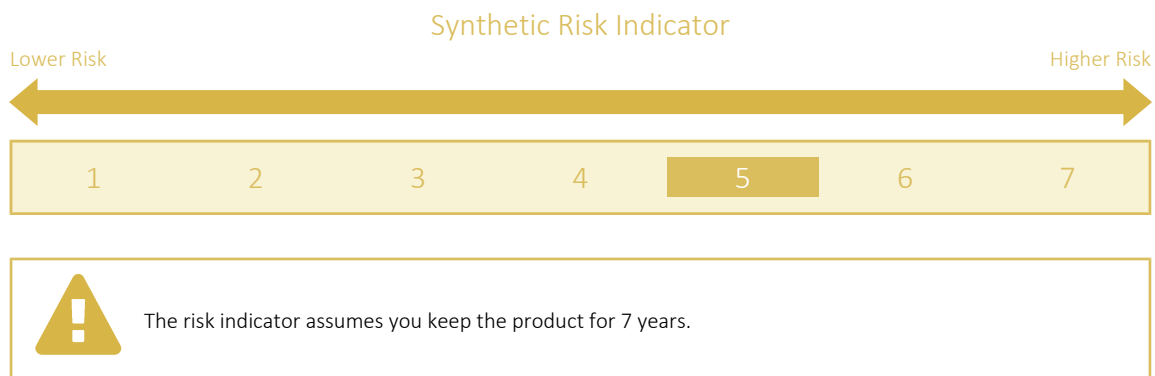 Synthetic Risk Indicator
Lower Risk Higher Risk
1 2 3 4 5 6 7
The risk indicator assumes you keep the product for 7 years.